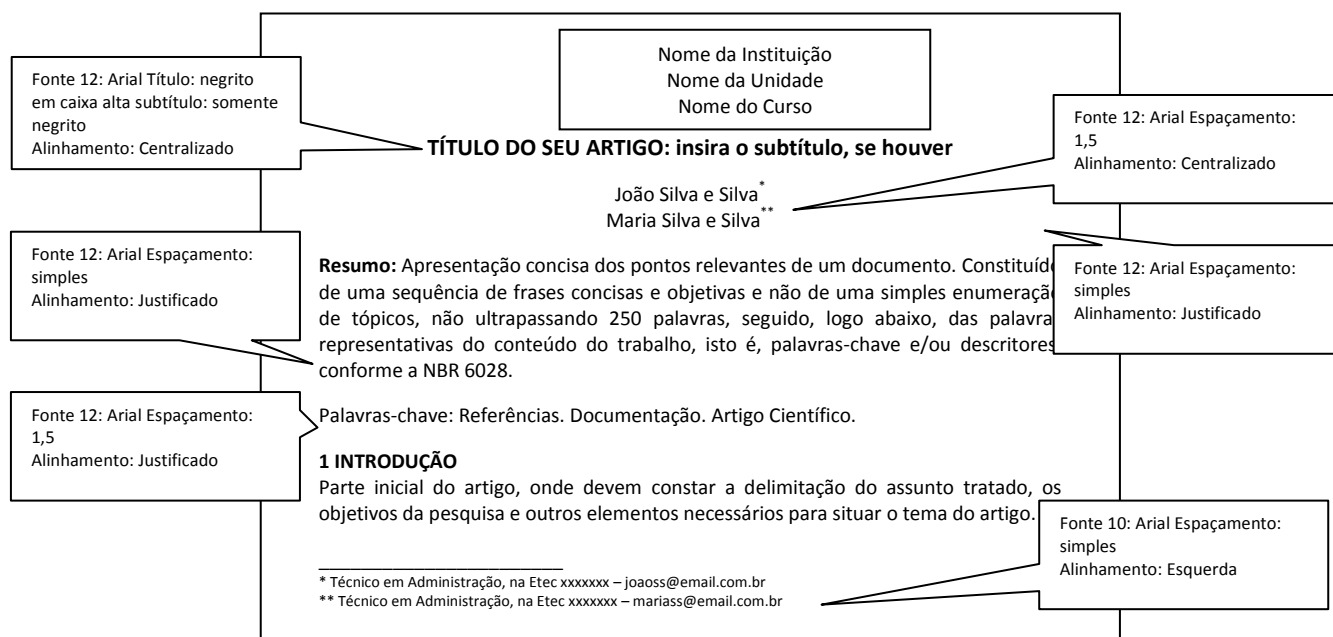 Nome da Instituição
Nome da Unidade
Nome do Curso
Fonte 12: Arial Título: negrito
em caixa alta subtítulo: somente
negrito
Alinhamento: Centralizado
Fonte 12: Arial Espaçamento:
1,5
Alinhamento: Centralizado
TÍTULO DO SEU ARTIGO: insira o subtítulo, se houver
João Silva e Silva*
Maria Silva e Silva**
Fonte 12: Arial Espaçamento:
simples
Alinhamento: Justificado
Fonte 12: Arial Espaçamento:
simples
Alinhamento: Justificado
Resumo: Apresentação concisa dos pontos relevantes de um documento. Constituíd
de uma sequência de frases concisas e objetivas e não de uma simples enumeraçã
de tópicos, não ultrapassando 250 palavras, seguido, logo abaixo, das palavra
representativas do conteúdo do trabalho, isto é, palavras-chave e/ou descritores
conforme a NBR 6028.
Fonte 12: Arial Espaçamento:
1,5
Alinhamento: Justificado
Palavras-chave: Referências. Documentação. Artigo Científico.
1 INTRODUÇÃO
Parte inicial do artigo, onde devem constar a delimitação do assunto tratado, os
objetivos da pesquisa e outros elementos necessários para situar o tema do artigo.
Fonte 10: Arial Espaçamento:
simples
Alinhamento: Esquerda
* Técnico em Administração, na Etec xxxxxxx – joaoss@email.com.br
** Técnico em Administração, na Etec xxxxxxx – mariass@email.com.br